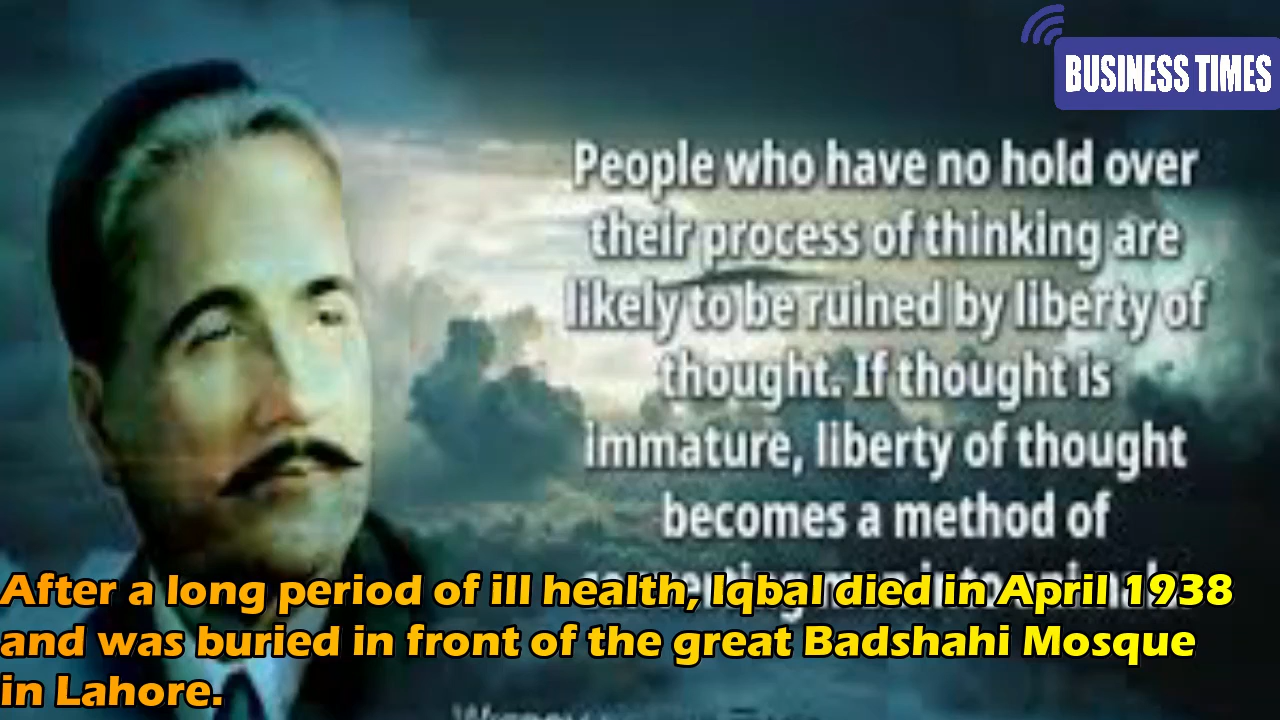 BUSINESS TIMES
People who have no hold over
their process of thinking are
likely to be ruined by liberty of
thought. If thought is
immature, liberty of thought
becomes a method of
After a long period of ill health, Iqbal died in April 1938
and was buried in front of the great Badshahi Mosque
in Lahore.